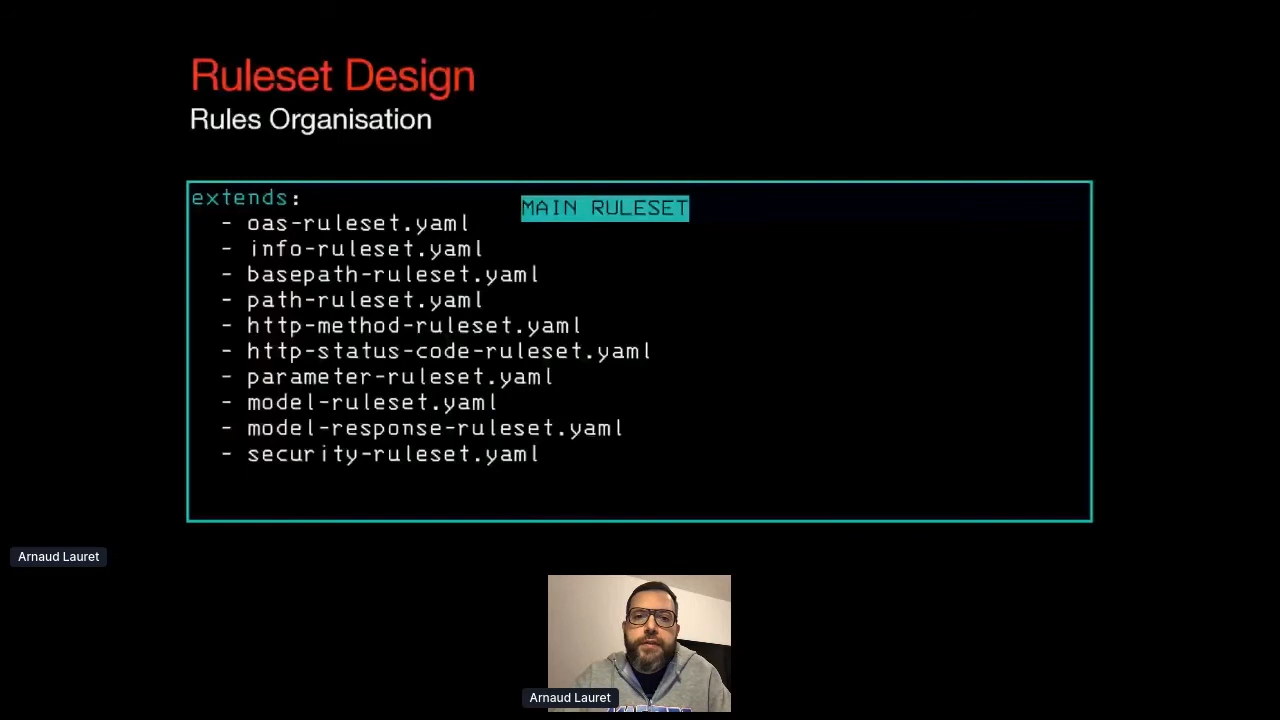 Ruleset Design
Rules Organisation
extends:
MAIN RULESET
- oas-ruleset.yaml
- info-ruleset.yaml
- basepath-ruleset.yaml
- path-ruleset.yaml
- http-method-ruleset.yaml
- http-status-code-ruleset.yaml
- parameter-ruleset.yaml
- model-ruleset.yaml
- model-response-ruleset.yaml
- security-ruleset.yaml
Arnaud Lauret
Arnaud Lauret